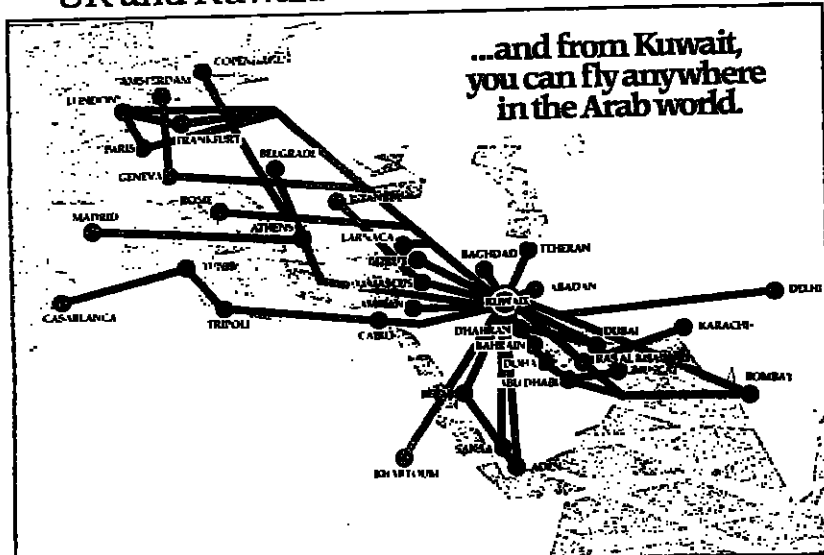 UK and Kuwait
...and from Kuwait,
you can fly anywhere
in the Arab world.
COPENHAGEN
AMSTERDAM
LONDON
FRANKFURT
PARIS
BELGRADE
GENEVA
ISTANBUL
ROME
MADRID
ATHENS
LARNACA
TEHERAN
BAGHDAD
BEIRUT
TUNIS
DAMASCUS
ABADAN
DELHI
KUWAIT
AMMAN
CASABLANCA
TRIPOLI
CAIRO
DHAHRAN
DUBAI
KARACHI
BAHRAIN
RAS AL KHAIMAH
DOHA
MUSCAT
ABU DHABI
BOMBAY
SANAA
ADEN
KHARTOUM